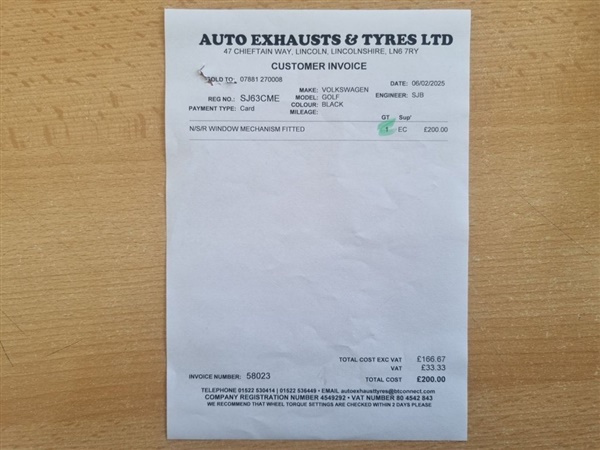 AUTO EXHAUSTS & TYRES LTD
47 CHIEFTAIN WAY, LINCOLN, LINCOLNSHIRE, LN6 7RY
CUSTOMER INVOICE
SOLD TO: 07881 270008
REG NO.: SJ63CME
PAYMENT TYPE: Card
MAKE: VOLKSWAGEN
MODEL: GOLF
COLOUR: BLACK
MILEAGE:
DATE: 06/02/2025
ENGINEER: SJB
GT Sup'
N/S/R WINDOW MECHANISM FITTED 1 EC £200.00
TOTAL COST EXC VAT £166.67
VAT £33.33
INVOICE NUMBER: 58023
TOTAL COST £200.00
TELEPHONE 01522 530414 | 01522 536449 • EMAIL autoexhausttyres@btconnect.com
COMPANY REGISTRATION NUMBER 4549292 • VAT NUMBER 80 4542 843
WE RECOMMEND THAT WHEEL TORQUE SETTINGS ARE CHECKED WITHIN 2 DAYS PLEASE